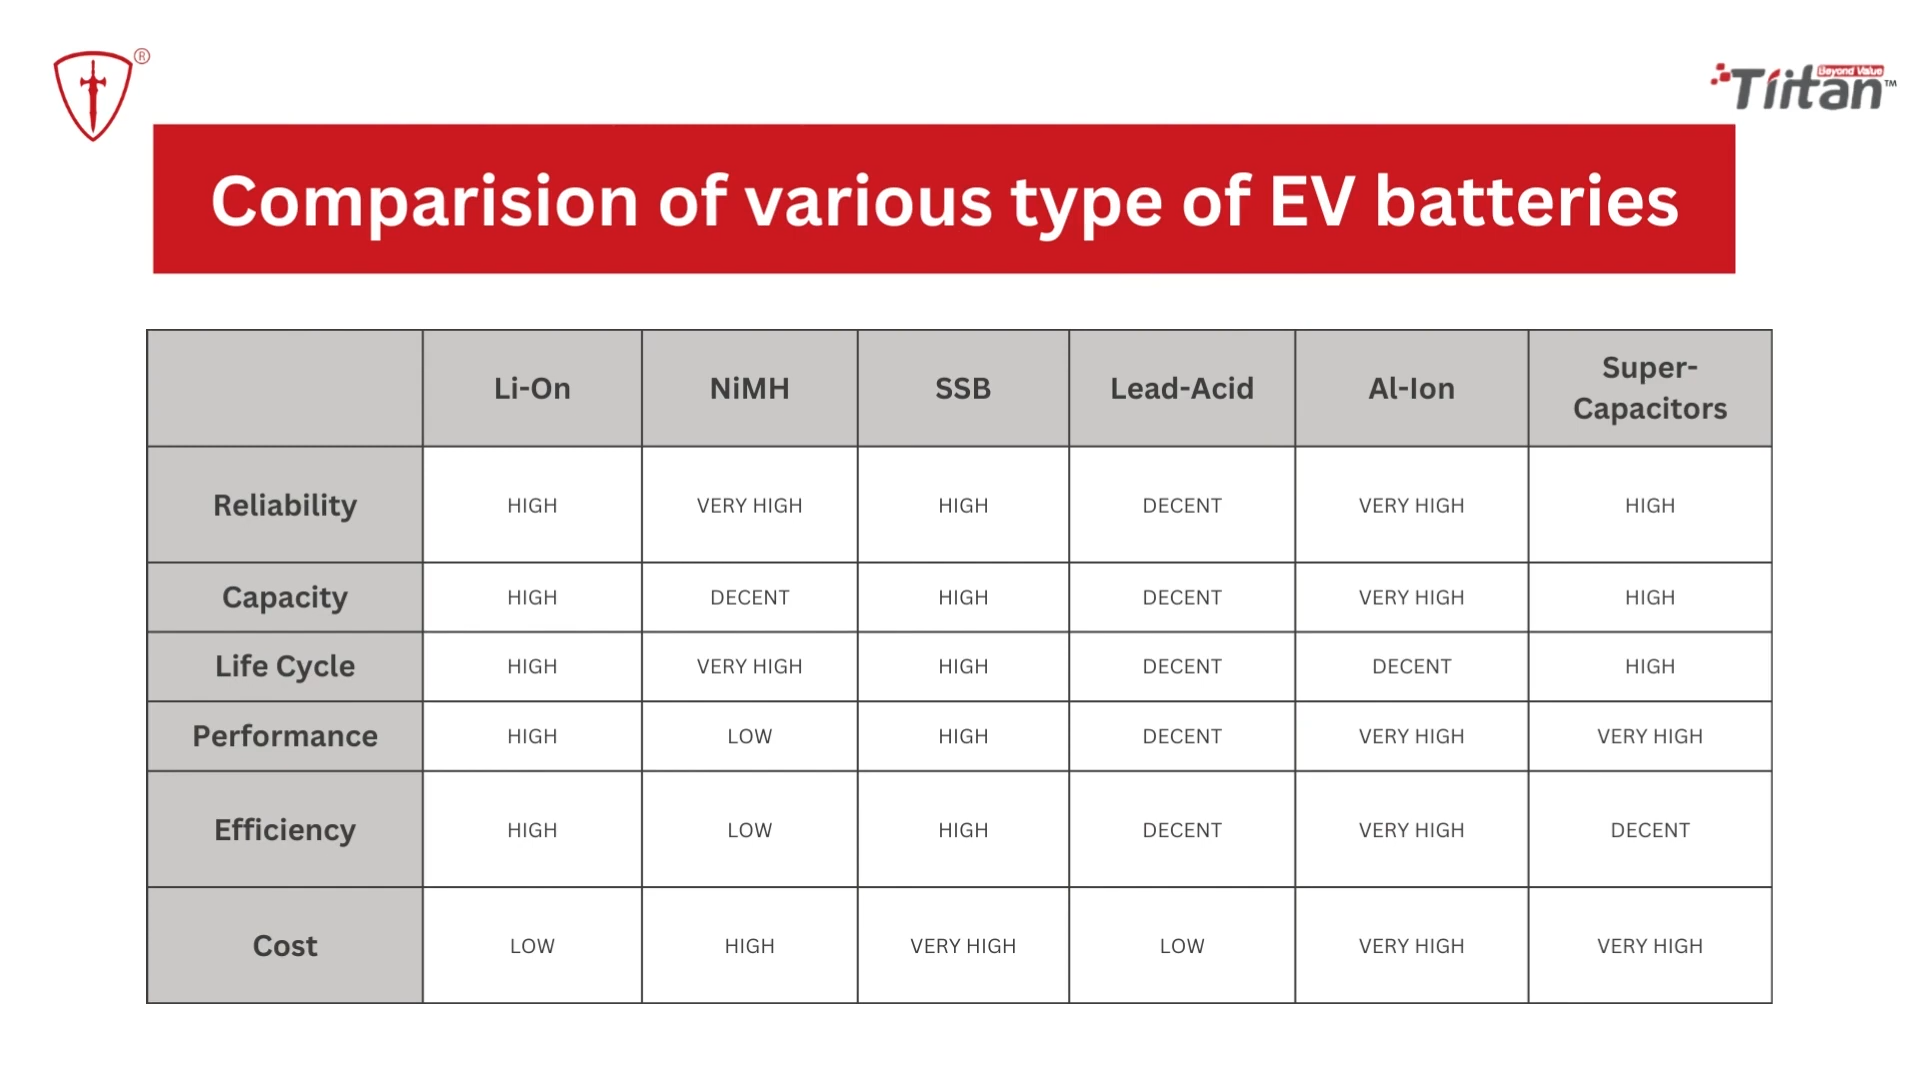 ®
Beyond Value
Tiitan™
Comparision of various type of EV batteries
Li-On NiMH SSB Lead-Acid Al-Ion Super-
Capacitors
Reliability HIGH VERY HIGH HIGH DECENT VERY HIGH HIGH
Capacity HIGH DECENT HIGH DECENT VERY HIGH HIGH
Life Cycle HIGH VERY HIGH HIGH DECENT DECENT HIGH
Performance HIGH LOW HIGH DECENT VERY HIGH VERY HIGH
Efficiency HIGH LOW HIGH DECENT VERY HIGH DECENT
Cost LOW HIGH VERY HIGH LOW VERY HIGH VERY HIGH